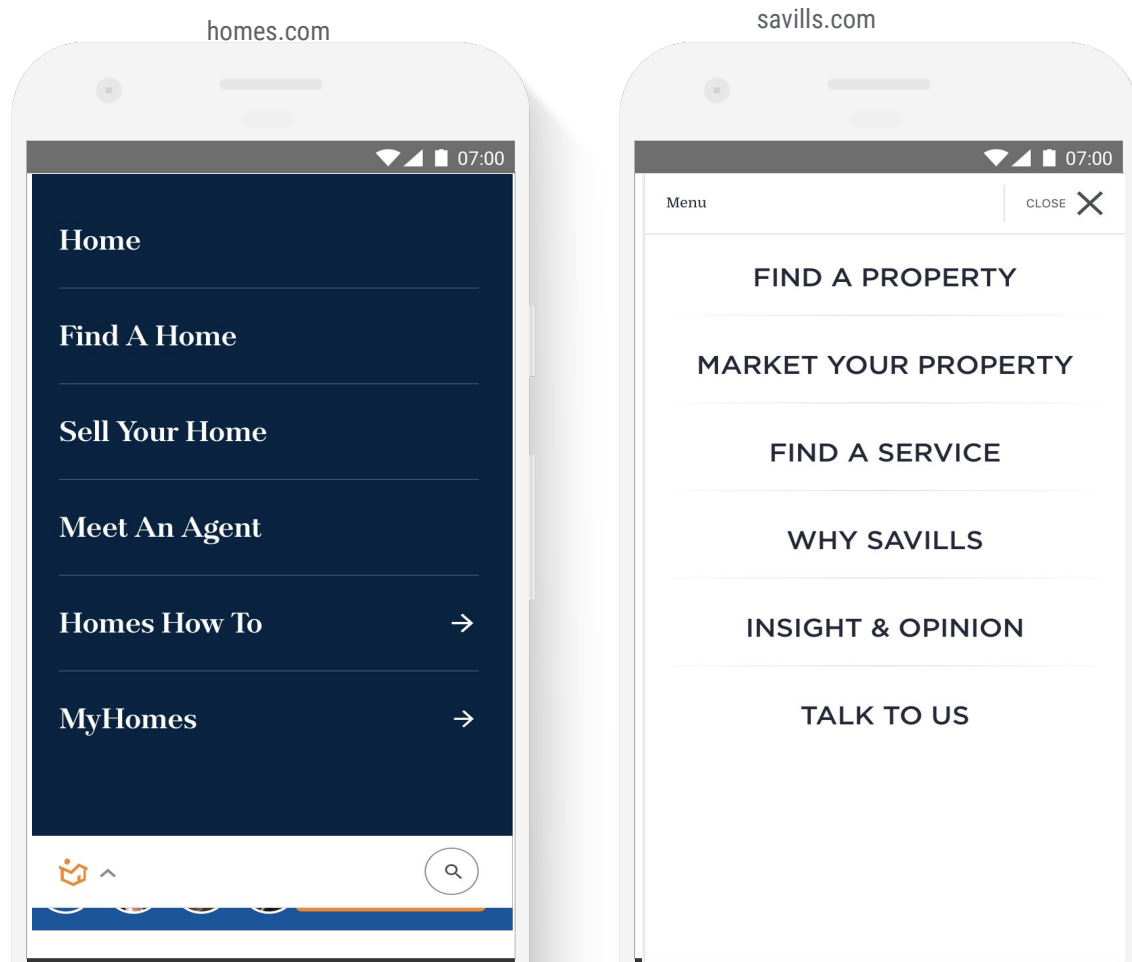 homes.com
07:00
Home
Find A Home
Sell Your Home
Meet An Agent
Homes How To
MyHomes
savills.com
07:00
Menu
CLOSE
FIND A PROPERTY
MARKET YOUR PROPERTY
FIND A SERVICE
WHY SAVILLS
INSIGHT & OPINION
TALK TO US